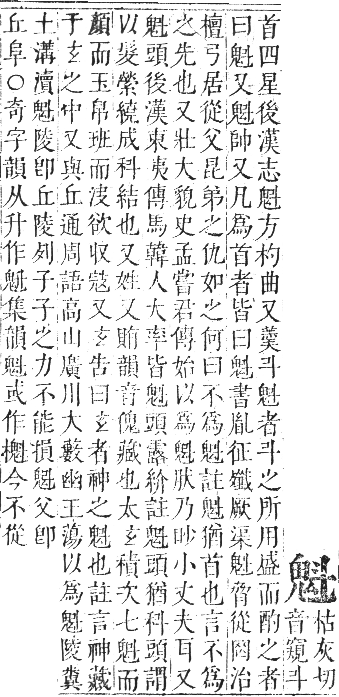 魁
枯灰切
音窺斗
首四星後漢志魁方杓曲又羹斗魁者斗之所用盛而酌之者
曰魁又魁帥又凡爲首者皆曰魁書胤征殲厥渠魁脅從罔治
檀弓居從父昆弟之仇如之何曰不爲魁註魁猶首也言不爲
之先也又壯大貌史孟嘗君傳始以爲魁肰乃眇小丈夫耳又
魁頭後漢東夷傳馬韓人大率皆魁頭露紒註魁頭猶科頭謂
以髮縈繞成科結也又姓又賄韻音傀藏也太玄積次七魁而
顏而玉帛班而決欲收寇又玄告曰玄者神之魁也註言神藏
于玄之中又與丘通周語高山廣川大藪幽王蕩以爲魁陵糞
土溝瀆魁陵卽丘陵列子子之力不能損魁父卽
丘阜○奇字韻从升作魁集韻魁或作櫆今不從